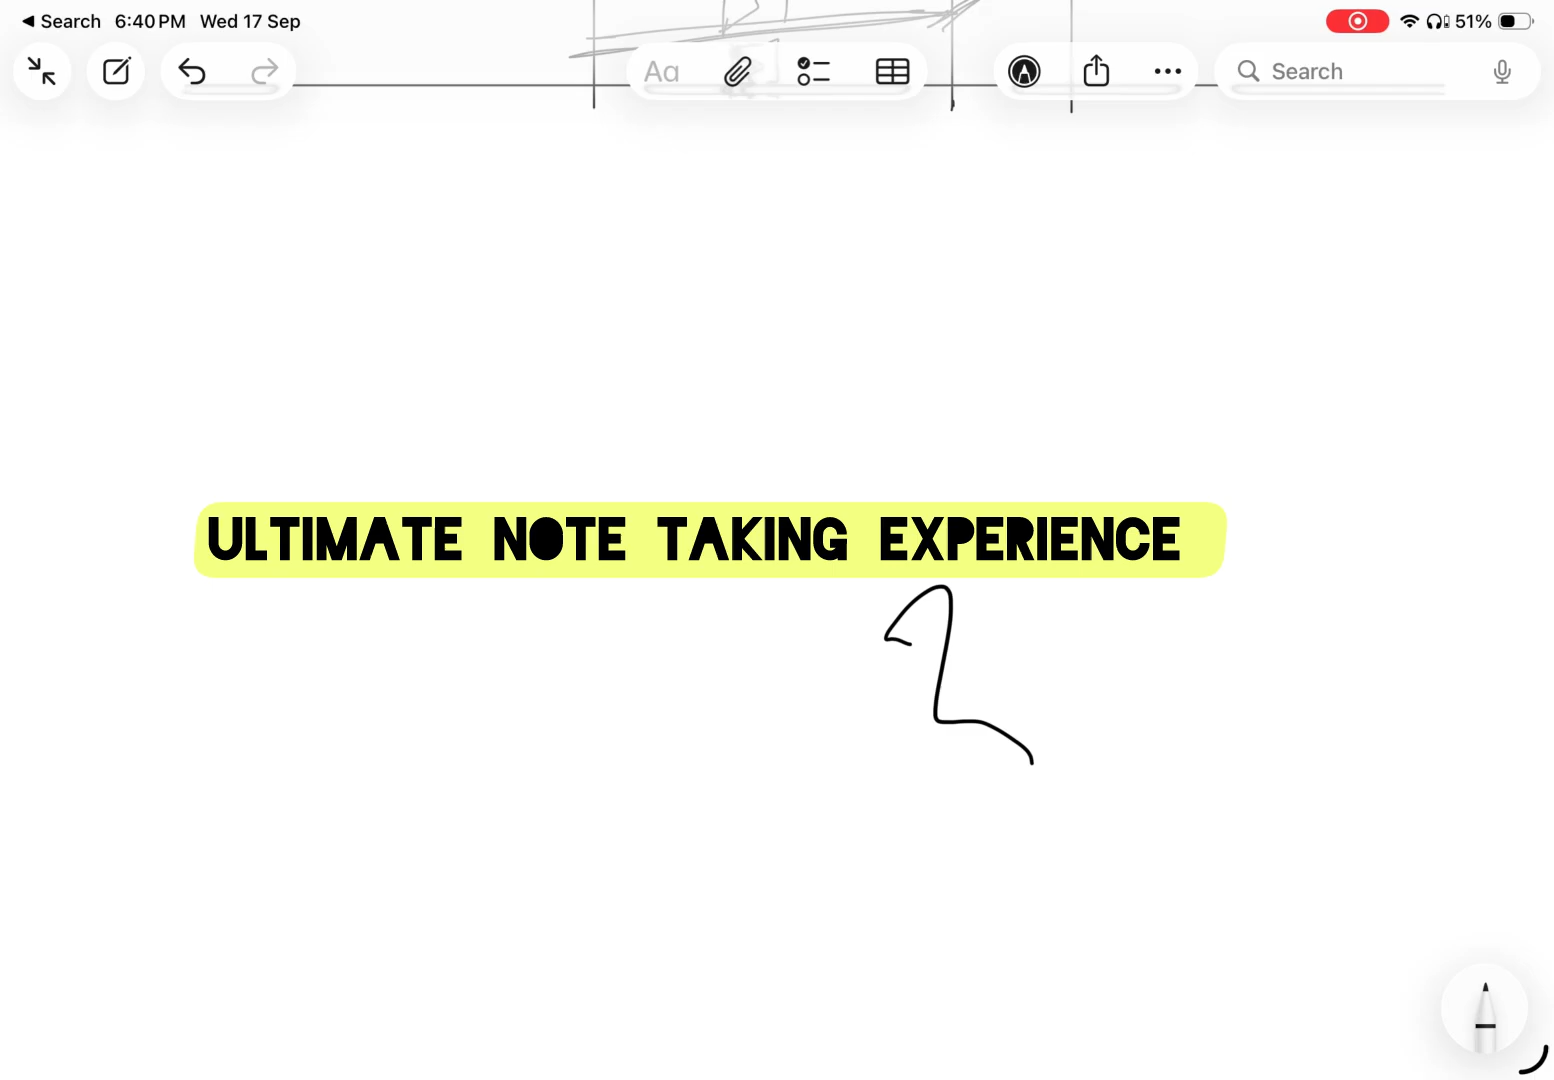 Search 6:40 PM Wed 17 Sep 51%
Aa Search
ULTIMATE NOTE TAKING EXPERIENCE